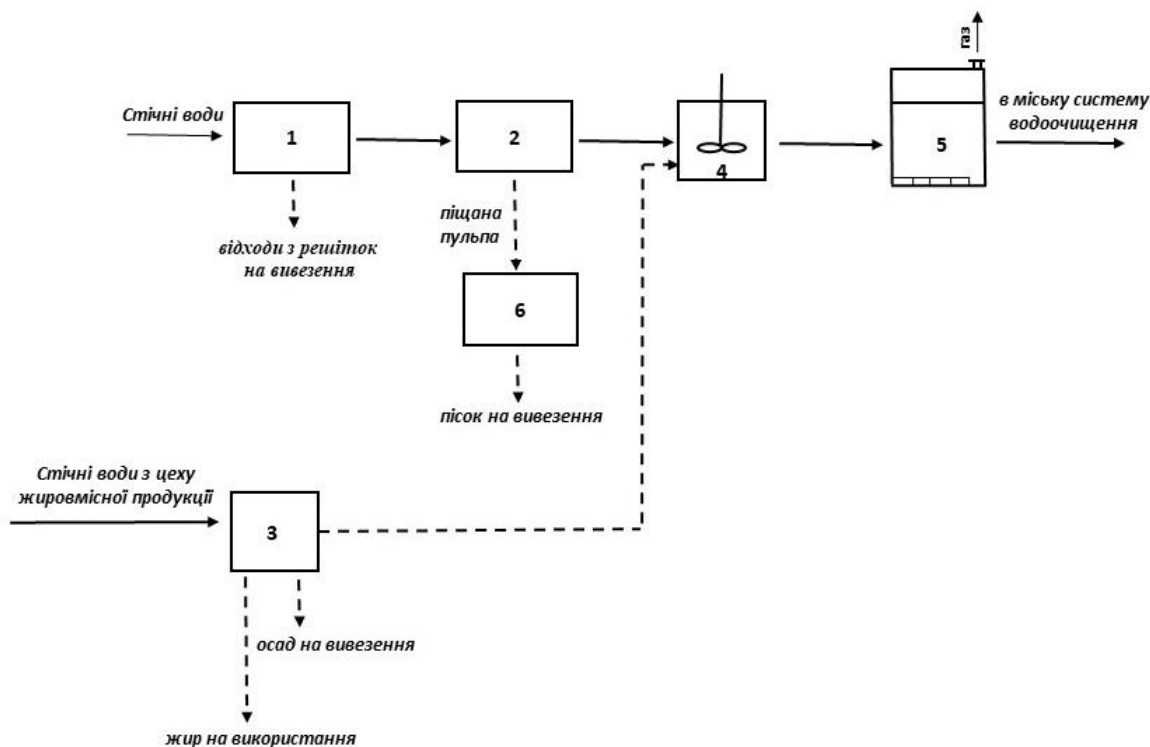 газ
Стічні води
1
2
4
5
в міську систему
водоочищення
відходи з решіток
на вивезення
піщана
пульпа
6
пісок на вивезення
Стічні води з цеху
жировмісної продукції
3
осад на вивезення
жир на використання